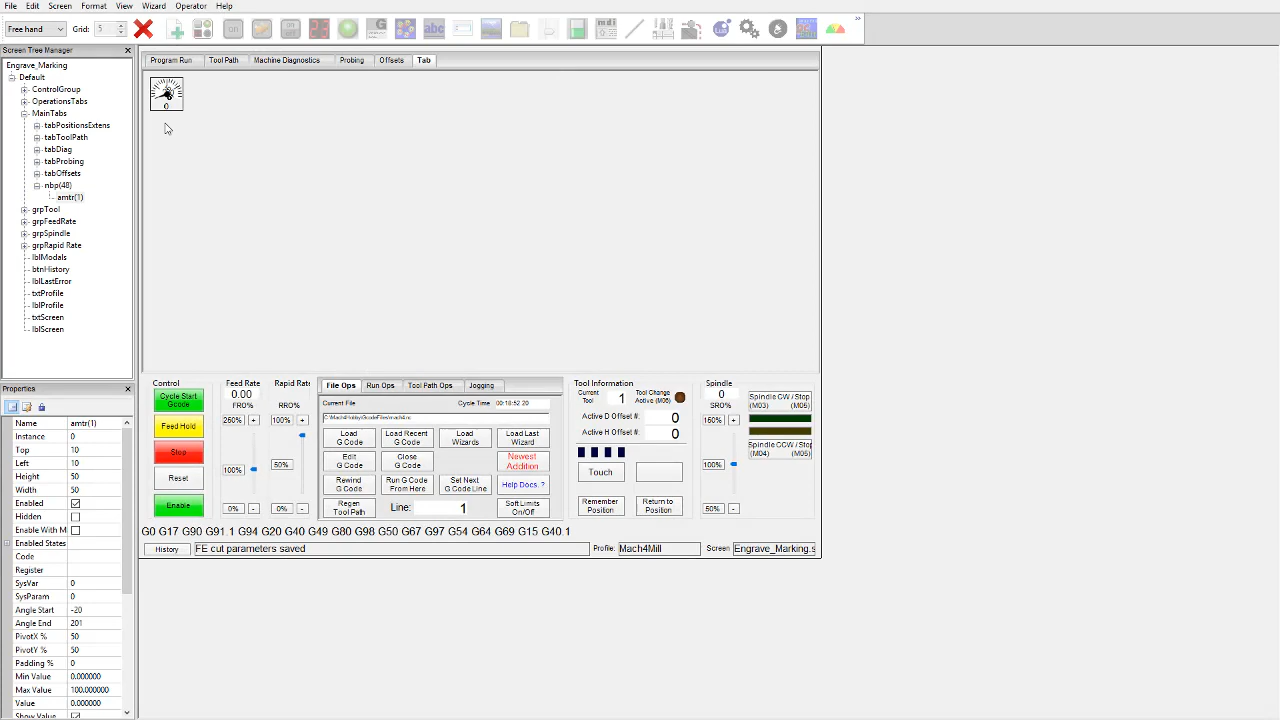 File Edit Screen Format View Wizard Operator Help
Free hand Grid: 5
Screen Tree Manager
Engrave_Marking
Default
ControlGroup
OperationsTabs
MainTabs
tabPositionsExtens
tabToolPath
tabDiag
tabProbing
tabOffsets
nbp(48)
amtr(1)
grpTool
grpFeedRate
grpSpindle
grpRapid Rate
lblModals
btnHistory
lblLastError
txtProfile
lblProfile
txtScreen
lblScreen
Properties
Name amtr(1)
Instance 0
Top 10
Left 10
Height 50
Width 50
Enabled
Hidden
Enable With M
Enabled States
Code
Register
SysVar 0
SysParam 0
Angle Start -20
Angle End 201
PivotX % 50
PivotY % 50
Padding % 0
Min Value 0.000000
Max Value 100.000000
Value 0.000000
Show Value
Program Run Tool Path Machine Diagnostics Probing Offsets Tab
0
Control
Cycle Start
Gcode
Feed Hold
Stop
Reset
Enable
Feed Rate
0.00
FRO%
260% +
100%
0% -
Rapid Rate
RRO%
100% +
50%
0% -
File Ops Run Ops Tool Path Ops Jogging
Current File Cycle Time 00:18:52.20
C:\Mach4Hobby\GcodeFiles\mach4.nc
Load
G Code
Load Recent
G Code
Load
Wizards
Load Last
Wizard
Edit
G Code
Close
G Code
Newest
Addition
Rewind
G Code
Run G Code
From Here
Set Next
G Code Line
Help Docs. ?
Regen
Tool Path
Line: 1
Soft Limits
On/Off
Tool Information
Current
Tool
1
Tool Change
Active (M06)
Active D Offset #: 0
Active H Offset #: 0
Touch
Remember
Position
Return to
Position
Spindle
0
SRO%
150% +
100%
50% -
Spindle CW / Stop
(M03) (M05)
Spindle CCW / Stop
(M04) (M05)
G0 G17 G90 G91.1 G94 G20 G40 G49 G80 G98 G50 G67 G97 G54 G64 G69 G15 G40.1
History FE cut parameters saved Profile: Mach4Mill Screen Engrave_Marking.s